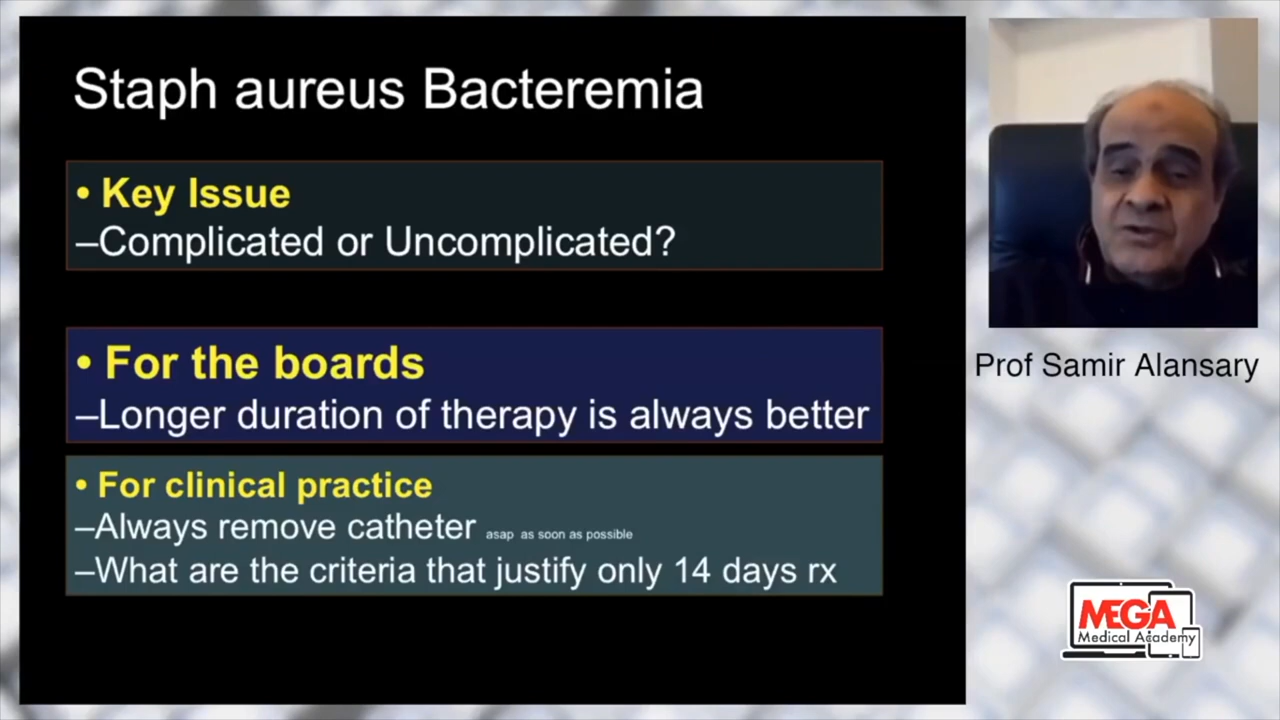 Staph aureus Bacteremia
• Key Issue
–Complicated or Uncomplicated?
• For the boards
–Longer duration of therapy is always better
• For clinical practice
–Always remove catheter asap as soon as possible
–What are the criteria that justify only 14 days rx
Prof Samir Alansary
MEGA
Medical Academy